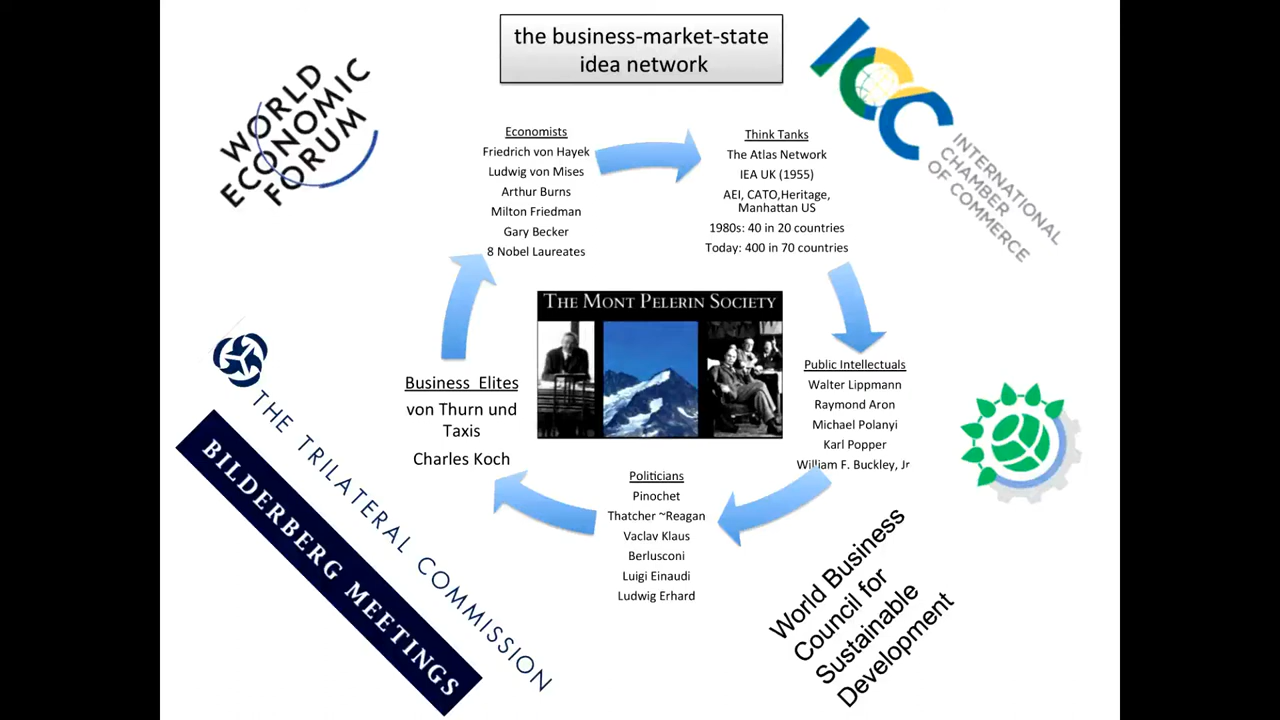 the business-market-state
idea network
WORLD
ECONOMIC
FORUM
ICC
INTERNATIONAL
CHAMBER
OF COMMERCE
Economists
Friedrich von Hayek
Ludwig von Mises
Arthur Burns
Milton Friedman
Gary Becker
8 Nobel Laureates
Think Tanks
The Atlas Network
IEA UK (1955)
AEI, CATO,Heritage,
Manhattan US
1980s: 40 in 20 countries
Today: 400 in 70 countries
THE MONT PELERIN SOCIETY
Public Intellectuals
Walter Lippmann
Raymond Aron
Michael Polanyi
Karl Popper
William F. Buckley, Jr
Business Elites
von Thurn und
Taxis
Charles Koch
Politicians
Pinochet
Thatcher ~Reagan
Vaclav Klaus
Berlusconi
Luigi Einaudi
Ludwig Erhard
THE TRILATERAL COMMISSION
BILDERBERG MEETINGS
World Business
Council for
Sustainable
Development